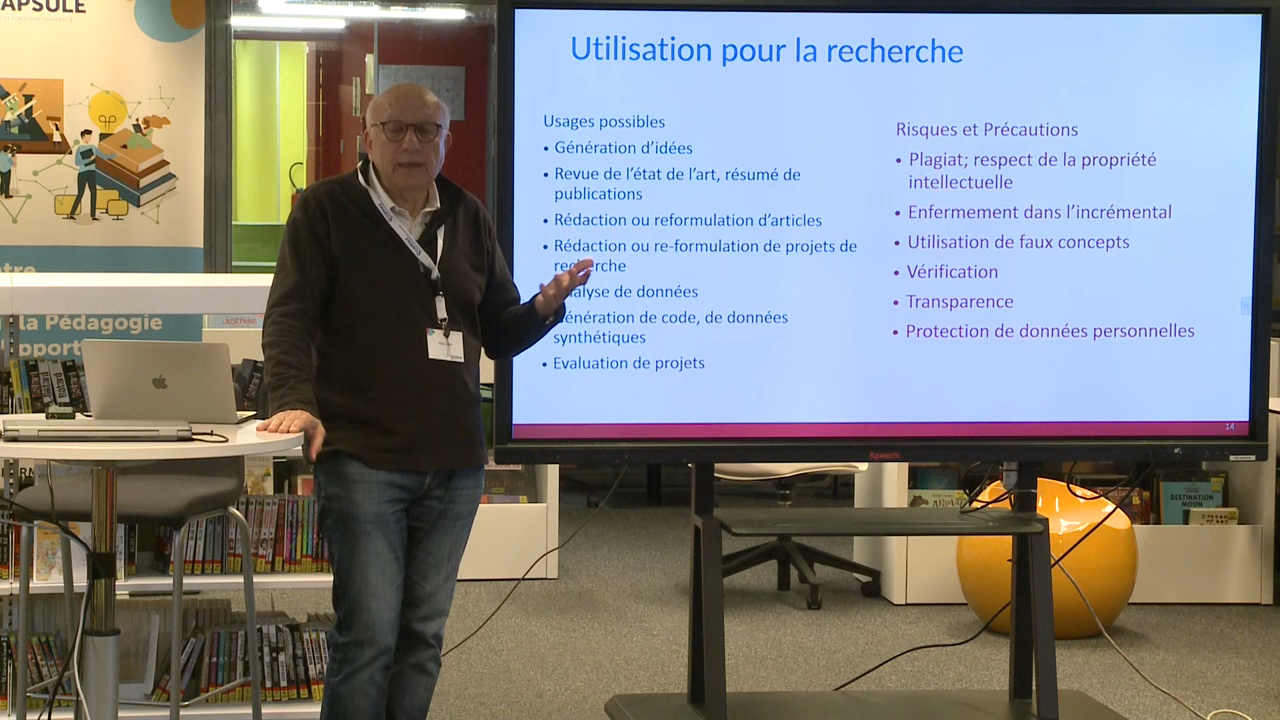 APSULE
Utilisation pour la recherche
Usages possibles
• Génération d’idées
• Revue de l’état de l’art, résumé de
publications
• Rédaction ou reformulation d’articles
• Rédaction ou re-formulation de projets de
recherche
alyse de données
énération de code, de données
synthétiques
• Evaluation de projets
Risques et Précautions
• Plagiat; respect de la propriété
intellectuelle
• Enfermement dans l’incrémental
• Utilisation de faux concepts
• Vérification
• Transparence
• Protection de données personnelles
14
Speechi
la Pédagogie
pport
DESTINATION
MOON